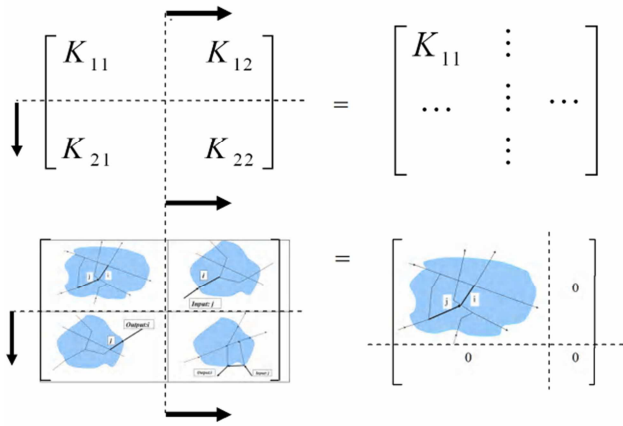 K11 K12 = K11 ⋮
… ⋮ …
K21 K22 ⋮
=
i i j
j i 0
Input: j
Output:i
j
Output:i Input:j
0 0